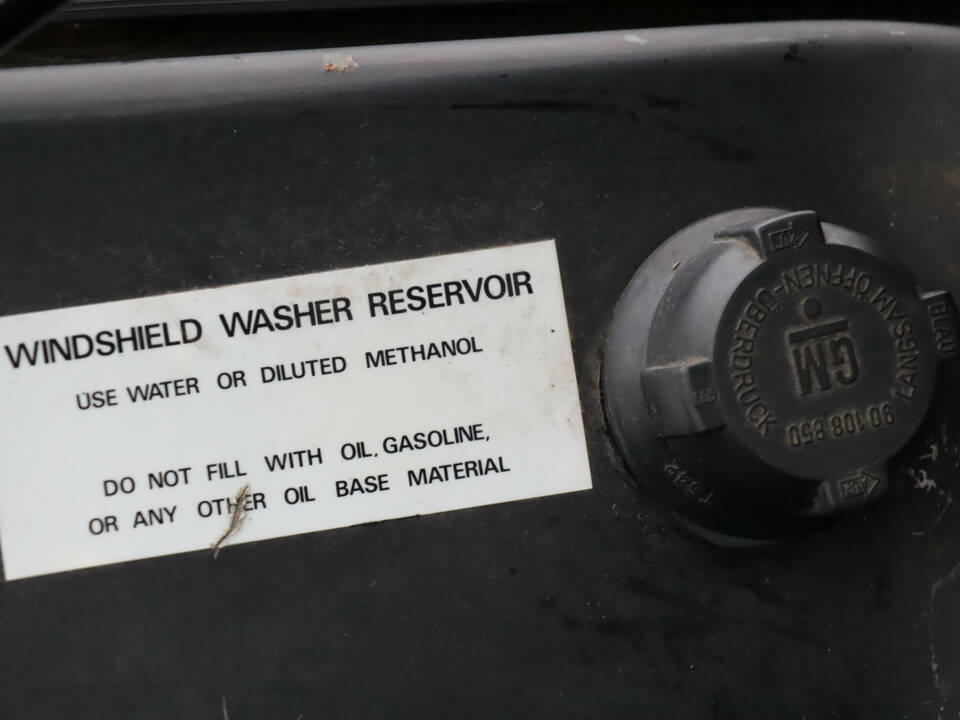 WINDSHIELD WASHER RESERVOIR
USE WATER OR DILUTED METHANOL
DO NOT FILL WITH OIL, GASOLINE,
OR ANY OTHER OIL BASE MATERIAL
LANGSAM ÖFFNEN-ÜBERDRUCK
GM
90 108 850
BLAU
AUF